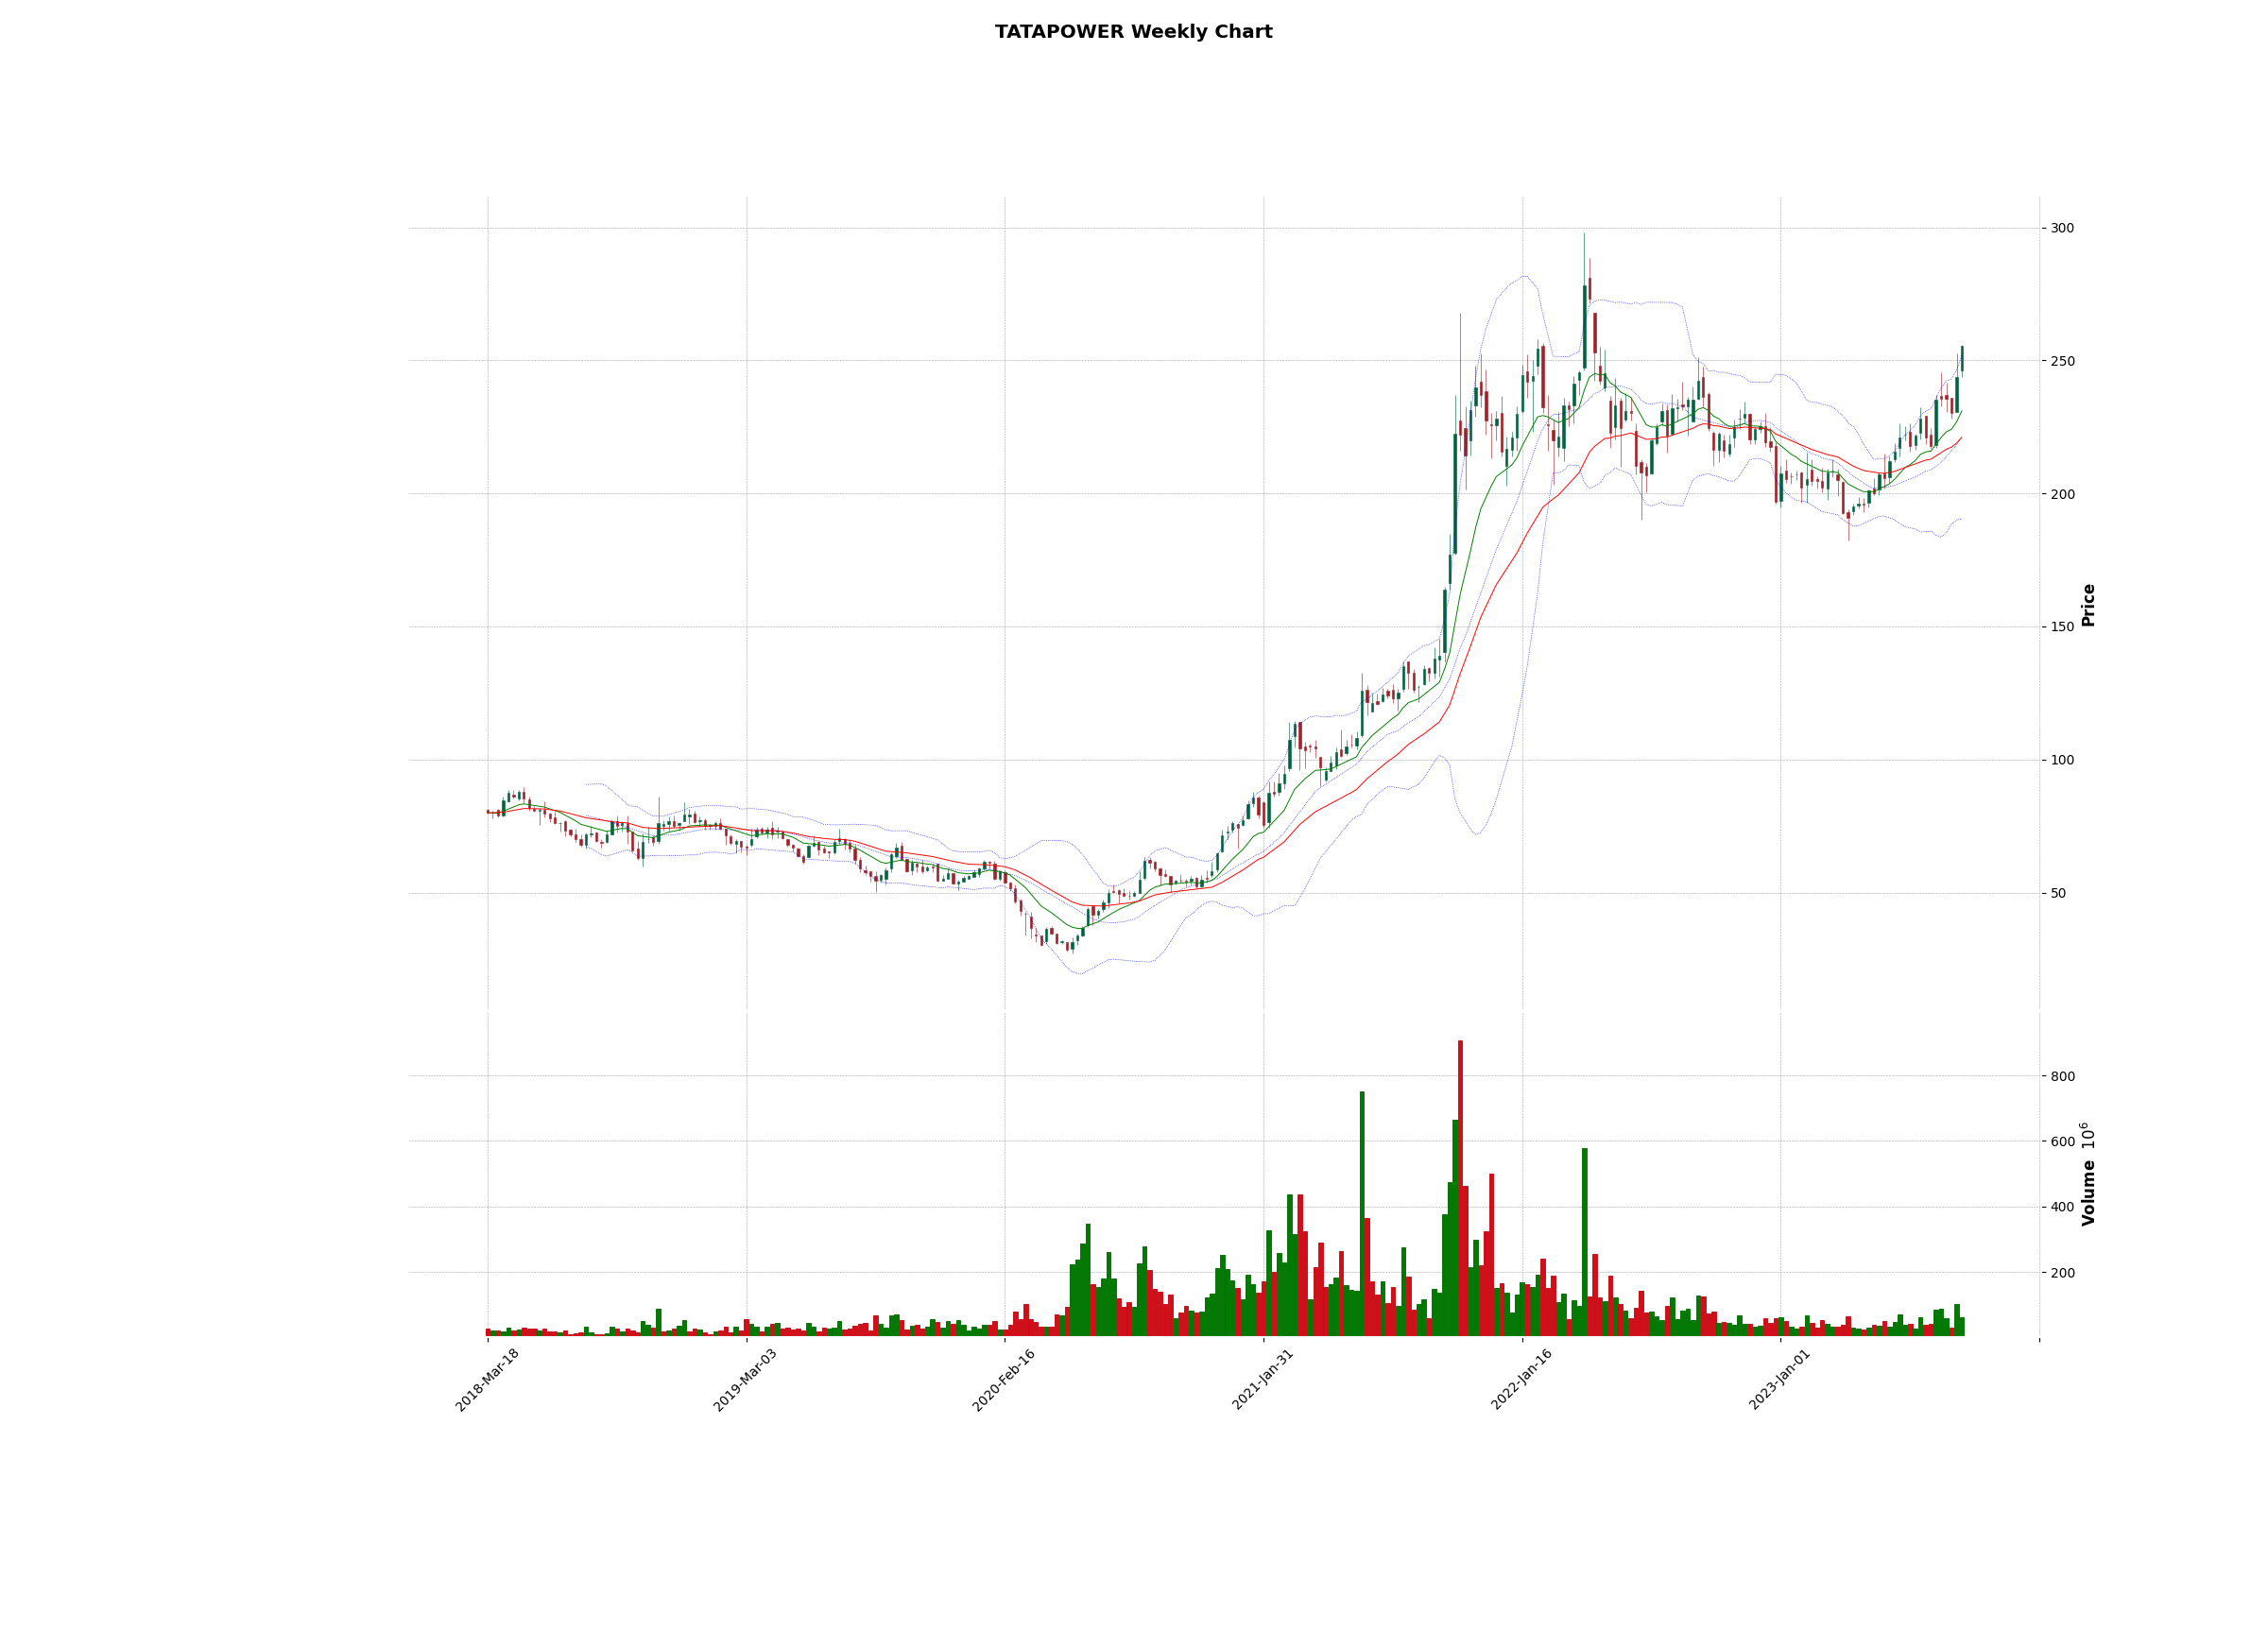 TATAPOWER Weekly Chart
300
250
200
150
100
50
Price
800
600
400
200
Volume 10^6
2018-Mar-18
2019-Mar-03
2020-Feb-16
2021-Jan-31
2022-Jan-16
2023-Jan-01